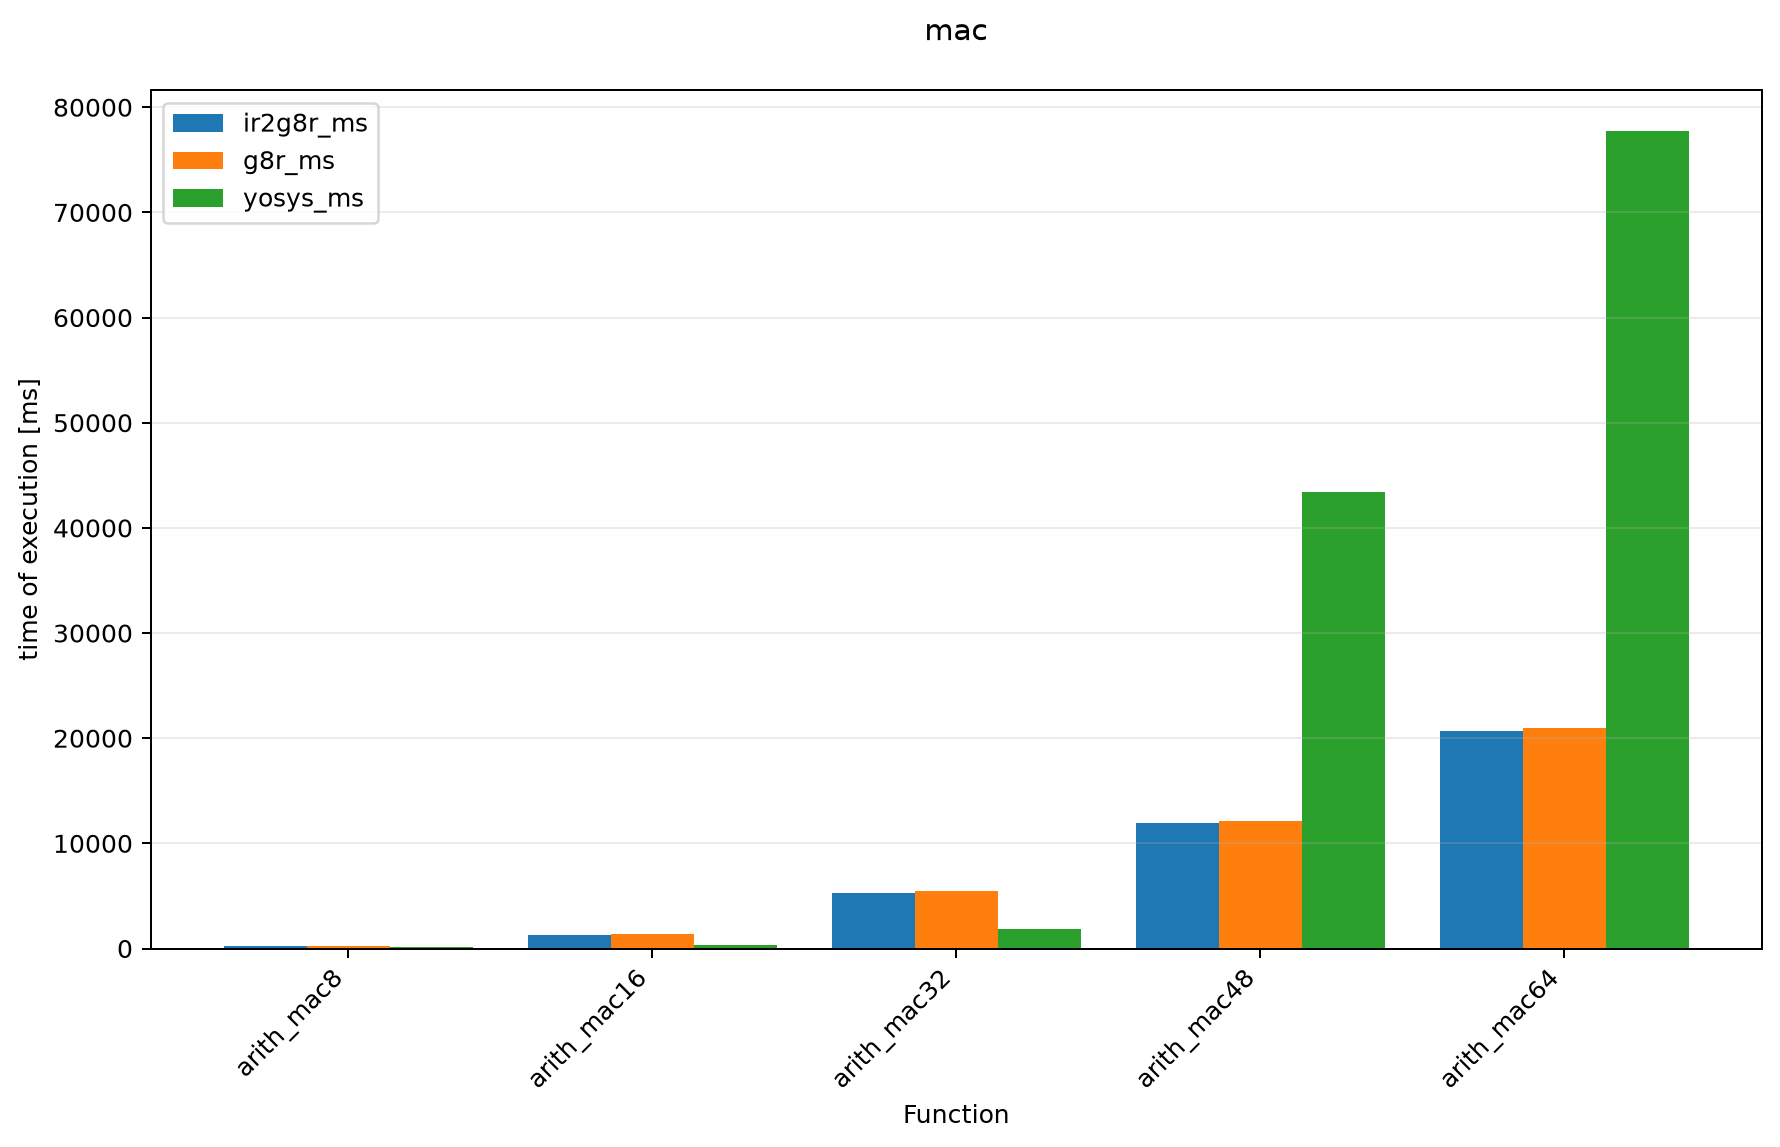 mac
ir2g8r_ms
g8r_ms
yosys_ms
80000
70000
60000
50000
40000
30000
20000
10000
0
time of execution [ms]
arith_mac8
arith_mac16
arith_mac32
arith_mac48
arith_mac64
Function